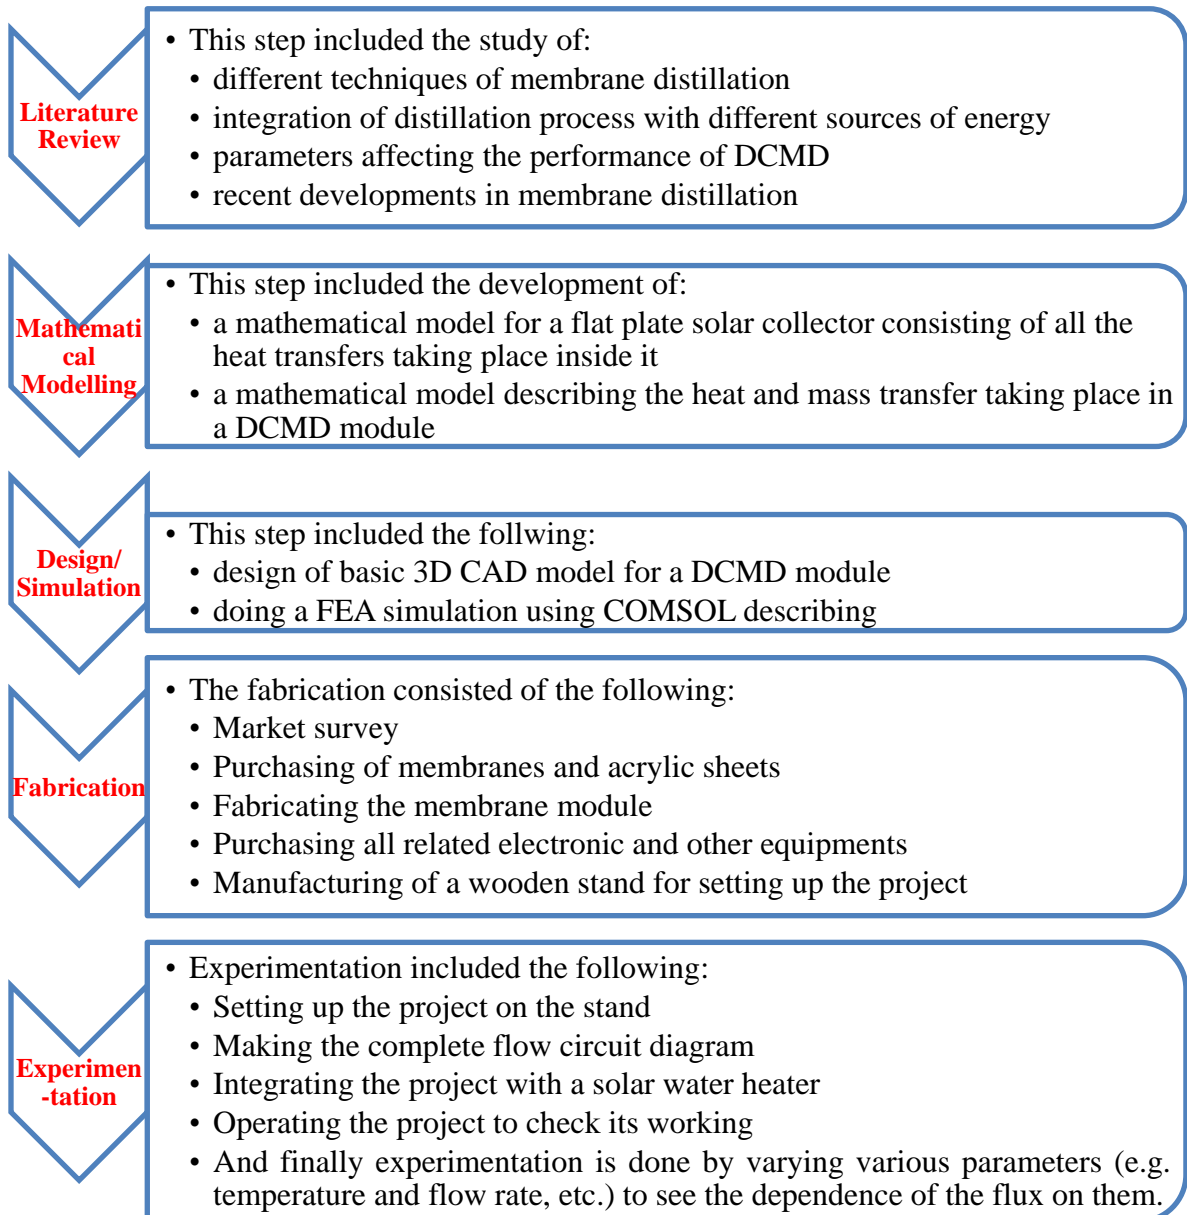 Literature
Review
• This step included the study of:
• different techniques of membrane distillation
• integration of distillation process with different sources of energy
• parameters affecting the performance of DCMD
• recent developments in membrane distillation
Mathemati
cal
Modelling
• This step included the development of:
• a mathematical model for a flat plate solar collector consisting of all the
heat transfers taking place inside it
• a mathematical model describing the heat and mass transfer taking place in
a DCMD module
Design/
Simulation
• This step included the follwing:
• design of basic 3D CAD model for a DCMD module
• doing a FEA simulation using COMSOL describing
Fabrication
• The fabrication consisted of the following:
• Market survey
• Purchasing of membranes and acrylic sheets
• Fabricating the membrane module
• Purchasing all related electronic and other equipments
• Manufacturing of a wooden stand for setting up the project
Experimen
-tation
• Experimentation included the following:
• Setting up the project on the stand
• Making the complete flow circuit diagram
• Integrating the project with a solar water heater
• Operating the project to check its working
• And finally experimentation is done by varying various parameters (e.g.
temperature and flow rate, etc.) to see the dependence of the flux on them.